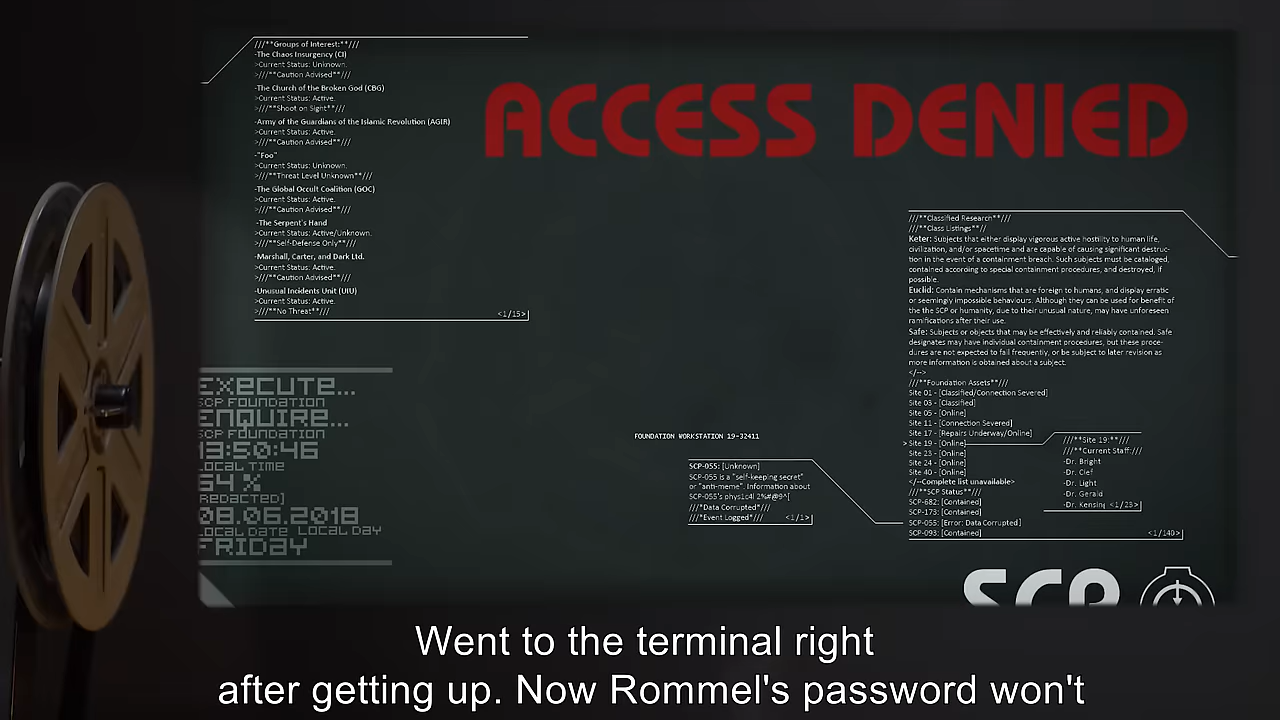 ///**Groups of Interest:**///
-The Chaos Insurgency (CI)
>Current Status: Unknown.
>///**Caution Advised**///
-The Church of the Broken God (CBG)
>Current Status: Active.
>///**Shoot on Sight**///
-Army of the Guardians of the Islamic Revolution (AGIR)
>Current Status: Active.
>///**Caution Advised**///
-"Foo"
>Current Status: Unknown.
>///**Threat Level Unknown**///
-The Global Occult Coalition (GOC)
>Current Status: Active.
>///**Caution Advised**///
-The Serpent's Hand
>Current Status: Active/Unknown.
>///**Self-Defense Only**///
-Marshall, Carter, and Dark Ltd.
>Current Status: Active.
>///**Caution Advised**///
-Unusual Incidents Unit (UIU)
>Current Status: Active.
>///**No Threat**///
<1/15>
ACCESS DENIED
///**Classified Research**///
///**Class Listings**//
Keter: Subjects that either display vigorous active hostility to human life,
civilization, and/or spacetime and are capable of causing significant destruc-
tion in the event of a containment breach. Such subjects must be cataloged,
contained according to special containment procedures, and destroyed, if
possible.
Euclid: Contain mechanisms that are foreign to humans, and display erratic
or seemingly impossible behaviours. Although they can be used for benefit of
the the SCP or humanity, due to their unusual nature, may have unforeseen
ramifications after their use.
Safe: Subjects or objects that may be effectively and reliably contained. Safe
designates may have individual containment procedures, but these proce-
dures are not expected to fail frequently, or be subject to later revision as
more information is obtained about a subject.
</-->
///**Foundation Assets**///
Site 01 - [Classified/Connection Severed]
Site 03 - [Classified]
Site 05 - [Online]
Site 11 - [Connection Severed]
Site 17 - [Repairs Underway/Online]
> Site 19 - [Online]
Site 23 - [Online]
Site 24 - [Online]
Site 40 - [Online]
</--Complete list unavailable>
///**SCP Status**///
SCP-682: [Contained]
SCP-173: [Contained]
SCP-055: [Error: Data Corrupted]
SCP-093: [Contained]
<1/140>
///**Site 19:**///
///**Current Staff:///
-Dr. Bright
-Dr. Clef
-Dr. Light
-Dr. Gerald
-Dr. Kensing <1/23>
EXECUTE...
SCP FOUNDATION
ENQUIRE...
SCP FOUNDATION
13:50:46
LOCAL TIME
64 %
[REDACTED]
08.06.2018
LOCAL DATE LOCAL DAY
FRIDAY
FOUNDATION WORKSTATION 19-32411
SCP-055: [Unknown]
SCP-055 is a "self-keeping secret"
or "anti-meme". Information about
SCP-055's phys1c4l 2%#@9^[
///*Data Corrupted*///
///*Event Logged*/// <1/1>
SCP
Went to the terminal right
after getting up. Now Rommel's password won't